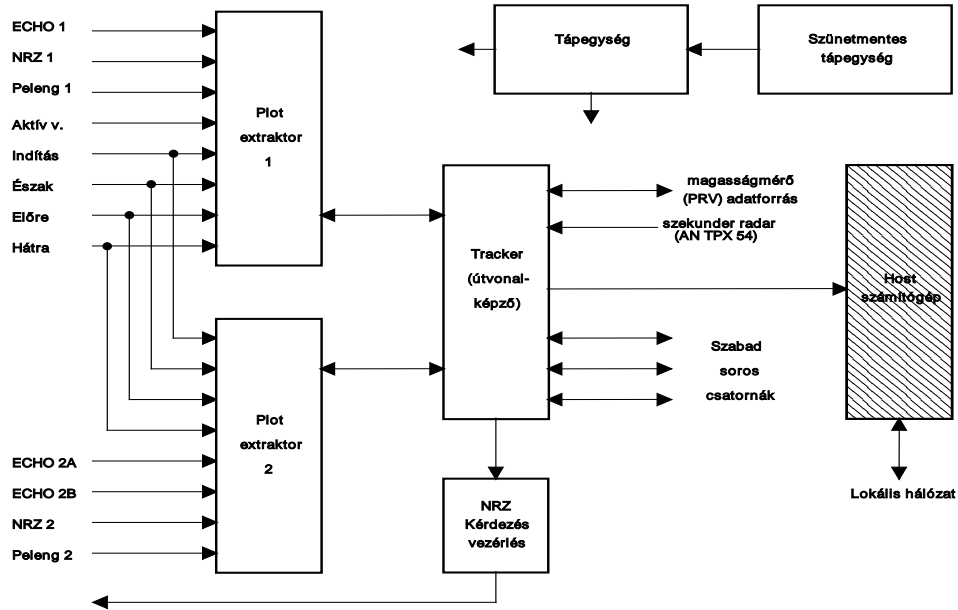 ECHO 1
NRZ 1
Peleng 1
Aktív v.
Indítás
Észak
Előre
Hátra
Plot
extraktor
1
Tápegység
Szünetmentes
tápegység
Tracker
(útvonal-
képző)
magasságmérő
(PRV) adatforrás
szekunder radar
(AN TPX 54)
Host
számítógép
Szabad
soros
csatornák
Plot
extraktor
2
ECHO 2A
ECHO 2B
NRZ 2
Peleng 2
NRZ
Kérdezés
vezérlés
Lokális hálózat